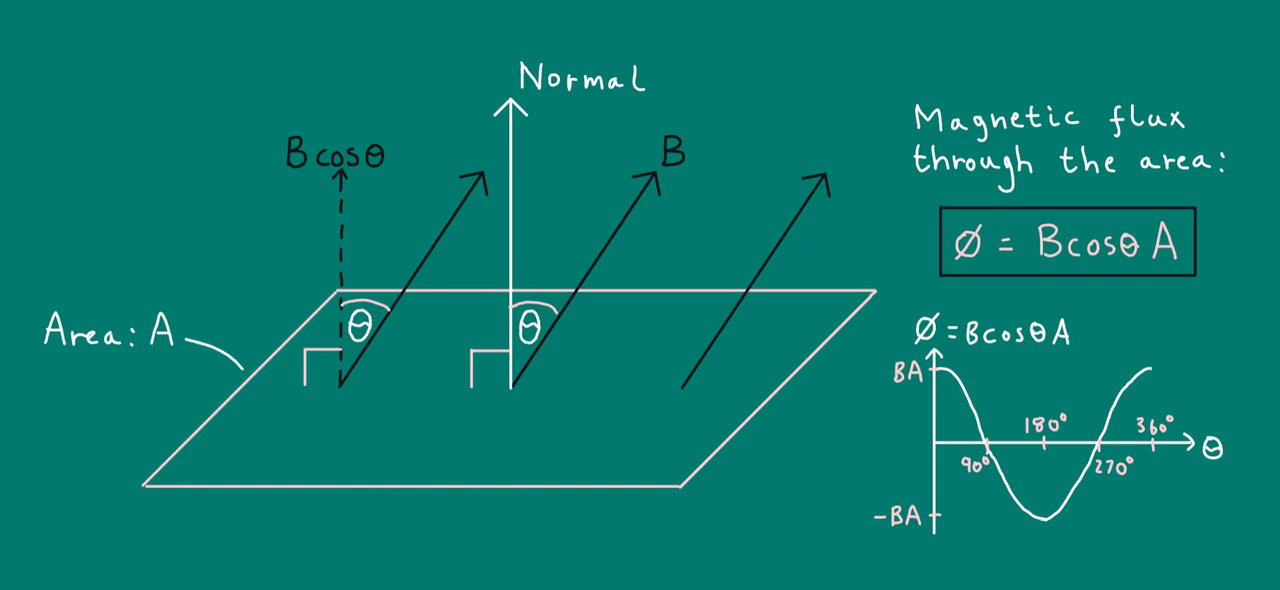 Normal
Bcosθ
B
θ
θ
Area: A
Magnetic flux
through the area:
Ø = Bcosθ A
Ø = Bcosθ A
BA
180°
360°
θ
90°
270°
-BA